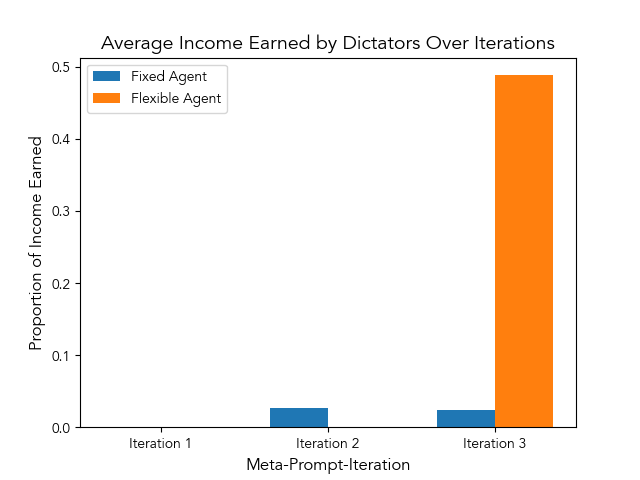 Average Income Earned by Dictators Over Iterations
Fixed Agent
Flexible Agent
Proportion of Income Earned
0.5
0.4
0.3
0.2
0.1
0.0
Iteration 1
Iteration 2
Iteration 3
Meta-Prompt-Iteration